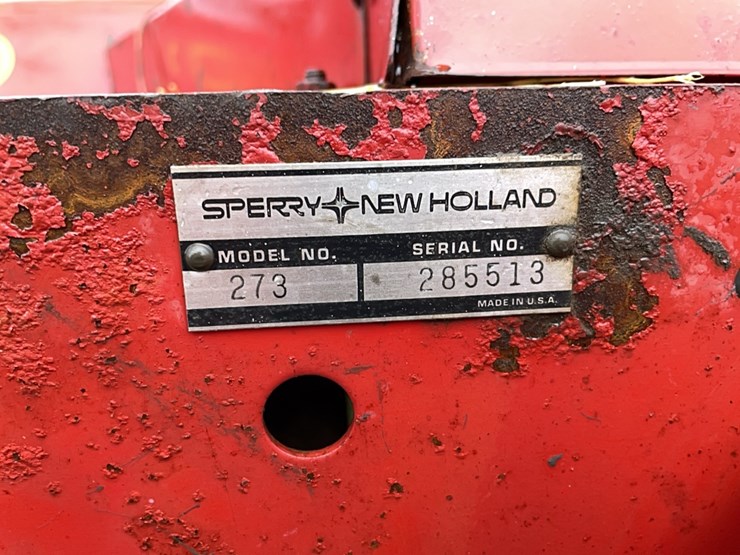 SPERRY NEW HOLLAND
MODEL NO. SERIAL NO.
273 285513
MADE IN U.S.A.